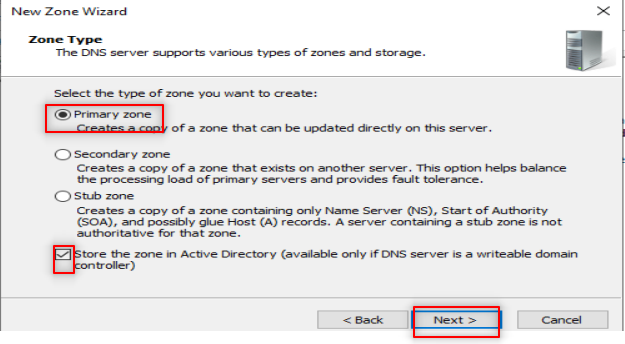 New Zone Wizard
Zone Type
The DNS server supports various types of zones and storage.
Select the type of zone you want to create:
Primary zone
Creates a copy of a zone that can be updated directly on this server.
Secondary zone
Creates a copy of a zone that exists on another server. This option helps balance
the processing load of primary servers and provides fault tolerance.
Stub zone
Creates a copy of a zone containing only Name Server (NS), Start of Authority
(SOA), and possibly glue Host (A) records. A server containing a stub zone is not
authoritative for that zone.
Store the zone in Active Directory (available only if DNS server is a writeable domain
controller)
< Back Next > Cancel